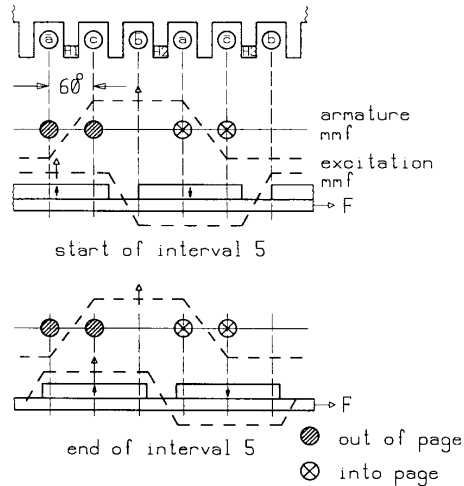 a c b a c b
H1 H2 H3
60°
armature
mmf
excitation
mmf
F
start of interval 5
F
end of interval 5
out of page
into page